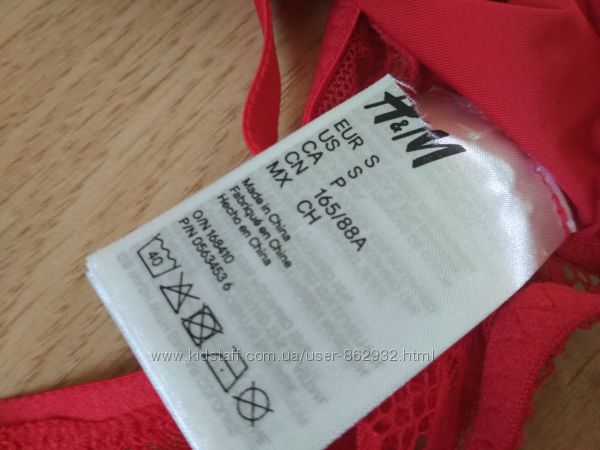 H&M
EUR S
US S
CA P
CN 165/88A
MX CH
Made in China
Fabriqué en Chine
Hecho en China
O/N 168410
P/N 0563453 6
40
www.kidstaff.com.ua/user-862932.html